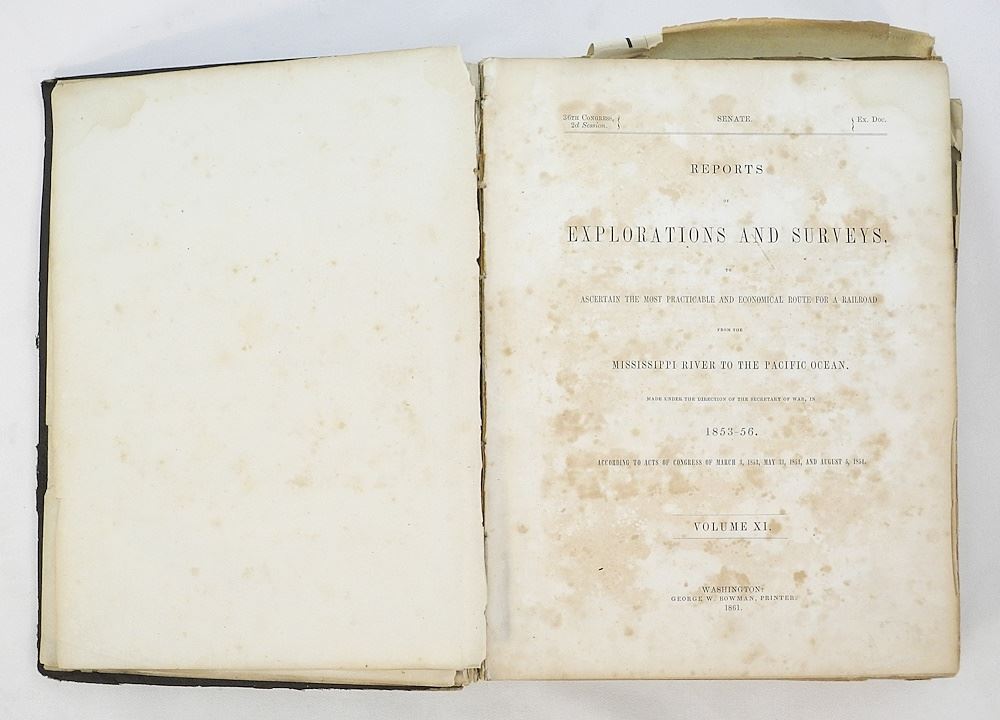 36TH CONGRESS, } SENATE. { EX. DOC.
2d Session.
REPORTS
OF
EXPLORATIONS AND SURVEYS,
TO
ASCERTAIN THE MOST PRACTICABLE AND ECONOMICAL ROUTE FOR A RAILROAD
FROM THE
MISSISSIPPI RIVER TO THE PACIFIC OCEAN.
MADE UNDER THE DIRECTION OF THE SECRETARY OF WAR, IN
1853-56.
ACCORDING TO ACTS OF CONGRESS OF MARCH 3, 1853, MAY 31, 1854, AND AUGUST 5, 1854.
VOLUME XI.
WASHINGTON:
GEORGE W. BOWMAN, PRINTER.
1861.